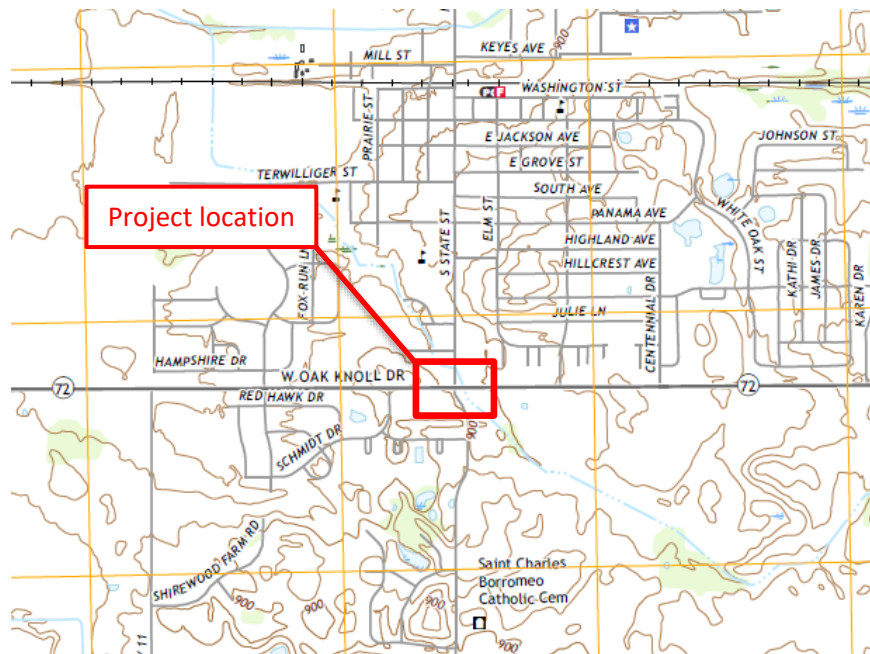 KEYES AVE
900
MILL ST
WASHINGTON ST
F
PRAIRIE ST
E JACKSON AVE
JOHNSON ST
E GROVE ST
TERWILLIGER ST
SOUTH AVE
Project location
ELM ST
PANAMA AVE
WHITE OAK ST
S STATE ST
HIGHLAND AVE
HILLCREST AVE
FOX-RUN LN
KATHI-DR
JAMES-DR
KAREN DR
CENTENNIAL DR
JULIE-LN
HAMPSHIRE DR
W OAK KNOLL DR
72
72
RED HAWK DR
SCHMIDT DR
900
SHIREWOOD FARM RD
Saint Charles
Borromeo
Catholic Cem
900
900
900
900
Y 11